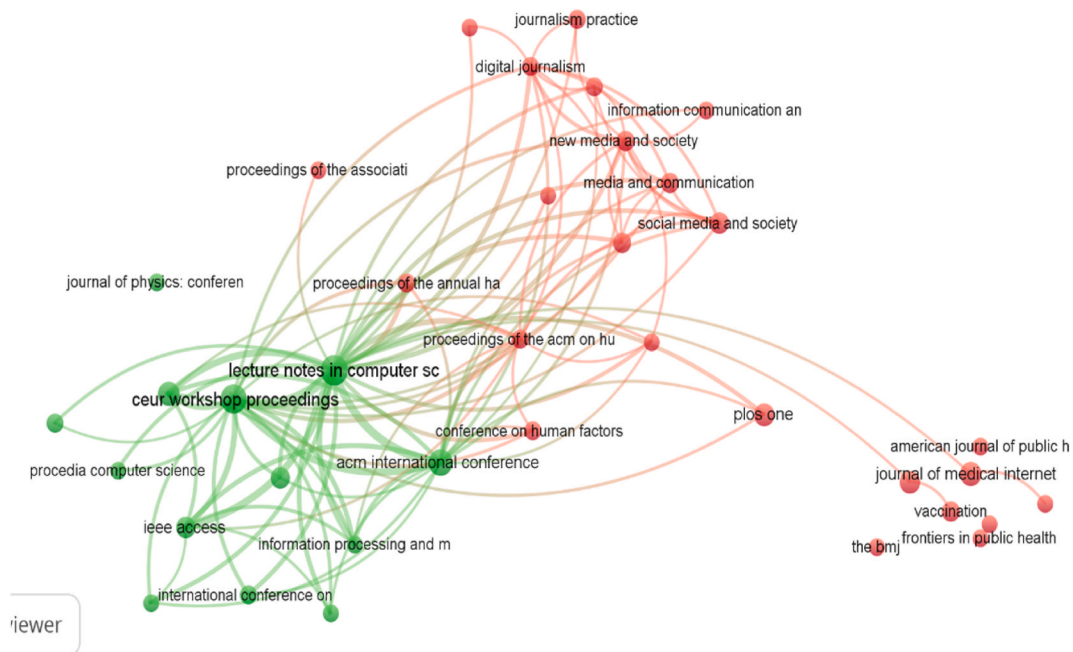 journalism practice
digital journalism
information communication an
new media and society
proceedings of the associati
media and communication
social media and society
journal of physics: conferen
proceedings of the annual ha
proceedings of the acm on hu
lecture notes in computer sc
ceur workshop proceedings
plos one
conference on human factors
american journal of public h
acm international conference
procedia computer science
journal of medical internet
vaccination
ieee access
frontiers in public health
information processing and m
the bmj
international conference on
viewer